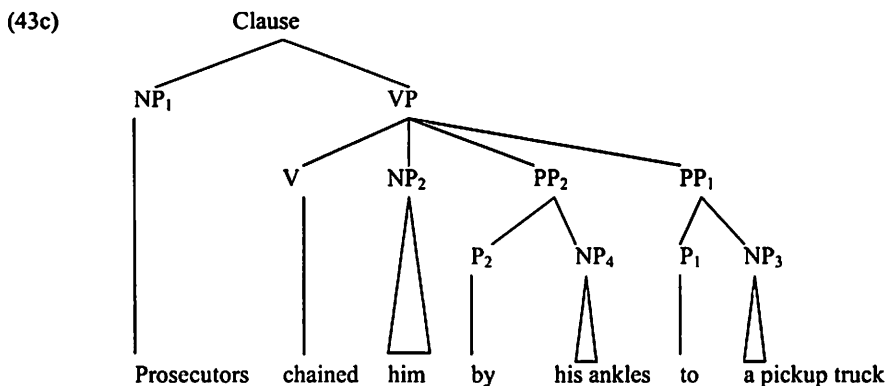 (43c) Clause
NP₁ VP
V NP₂ PP₂ PP₁
P₂ NP₄ P₁ NP₃
Prosecutors chained him by his ankles to a pickup truck